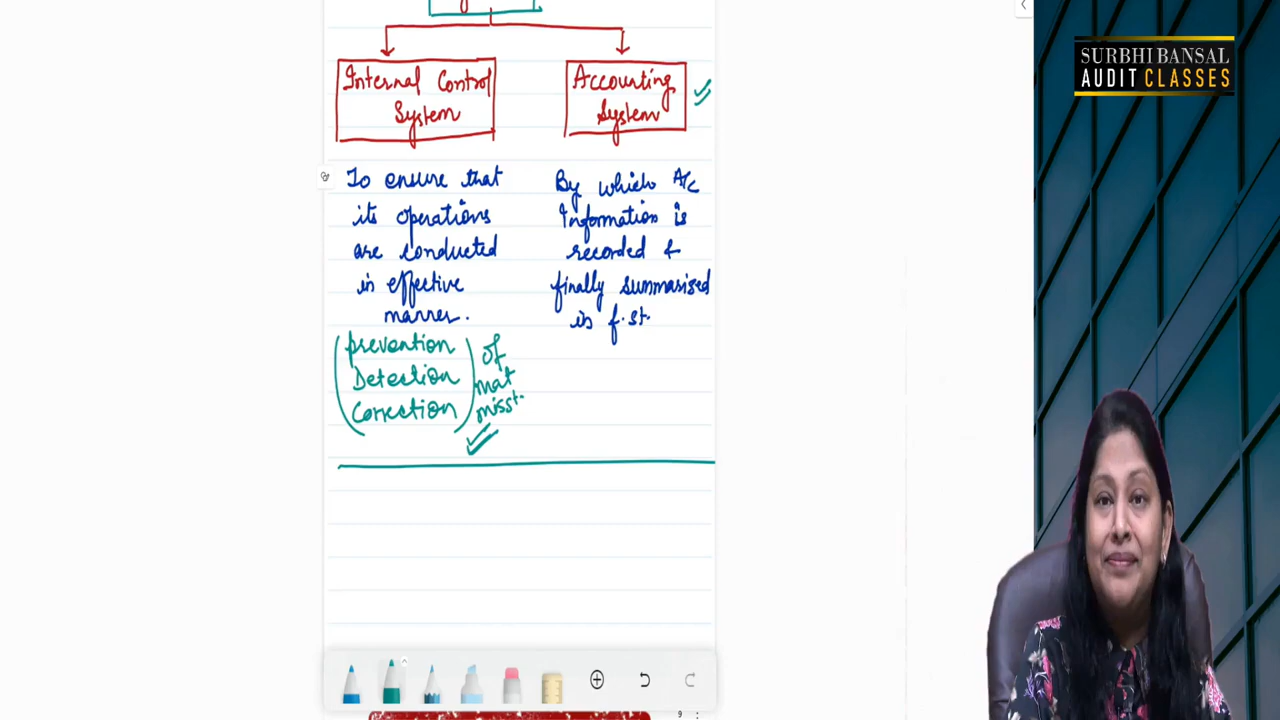 SURBHI BANSAL
AUDIT CLASSES
Internal Control
System
Accounting
System
To ensure that
its operations
are conducted
in effective
manner.
prevention
Detection
Correction
of
mat
misst.
By which A/c
Information is
recorded &
finally summarised
in f.st.
9